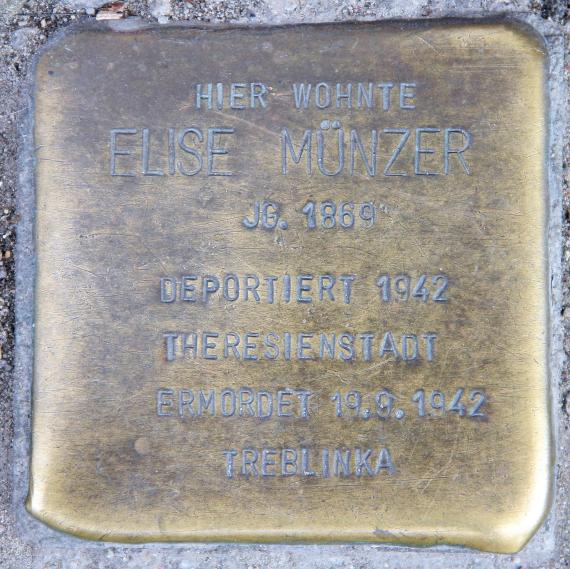 HIER WOHNTE
ELISE MÜNZER
JG. 1869
DEPORTIERT 1942
THERESIENSTADT
ERMORDET 19.9.1942
TREBLINKA